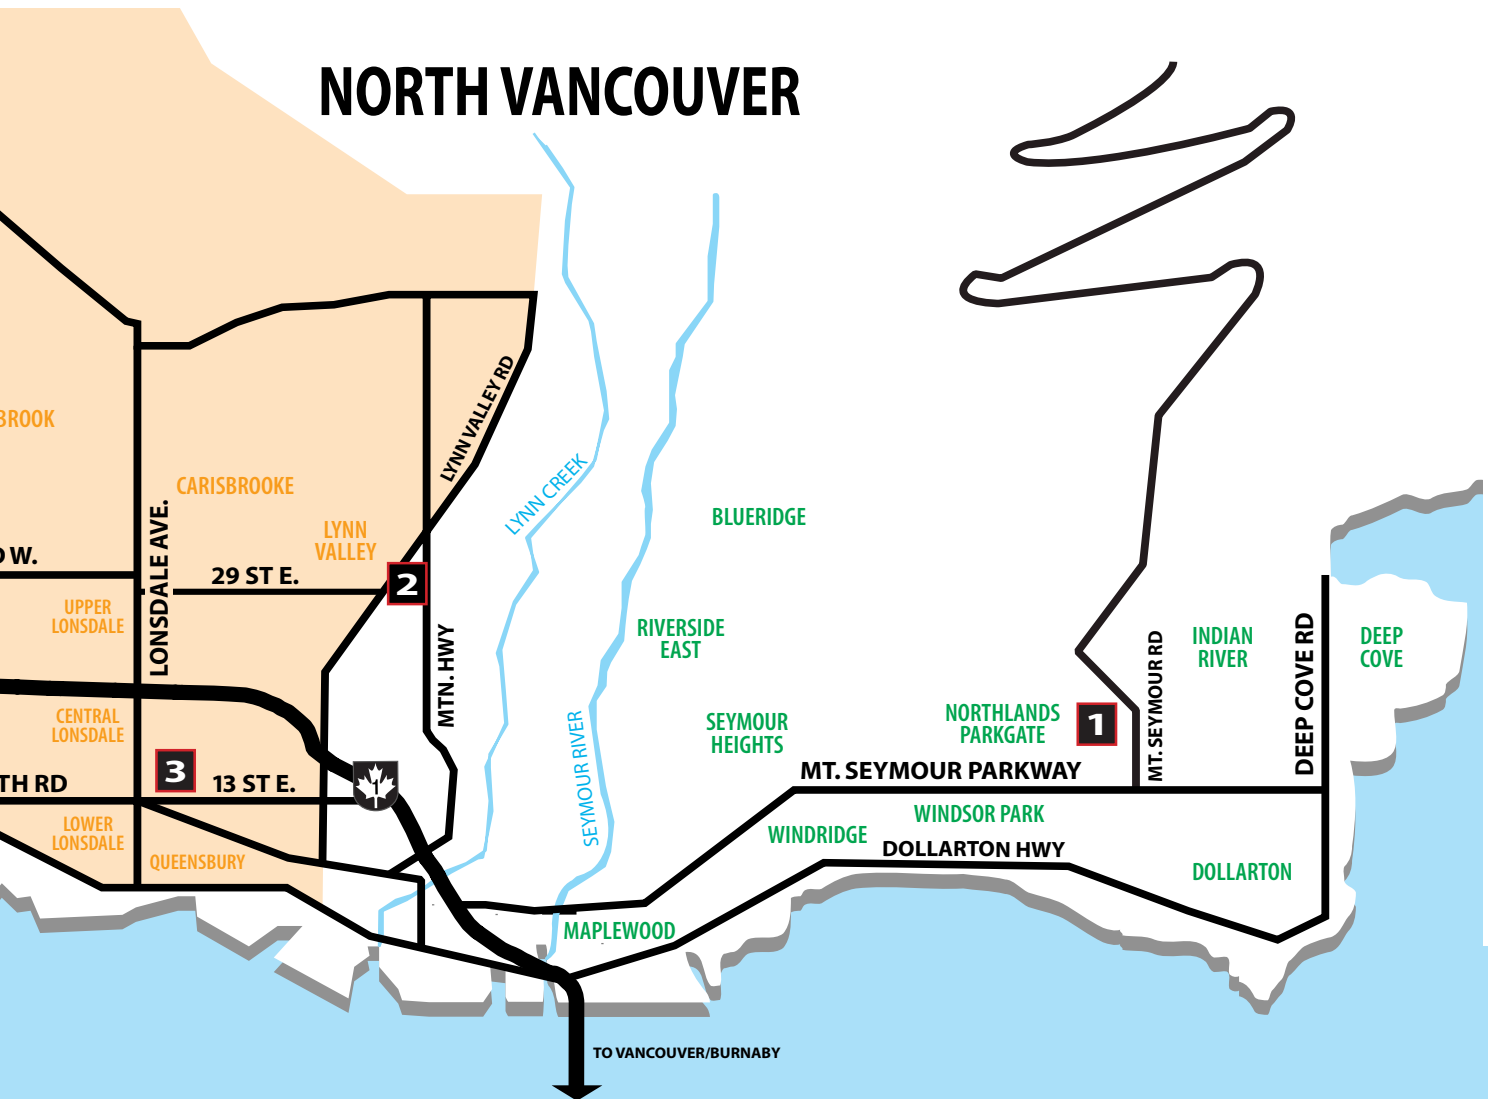 NORTH VANCOUVER
LYNN VALLEY RD
BROOK
CARISBROOKE
LYNN CREEK
LONSDALE AVE.
BLUERIDGE
LYNN
VALLEY
W.
29 ST E.
2
UPPER
LONSDALE
MTN. HWY
RIVERSIDE
EAST
MT. SEYMOUR RD
INDIAN
RIVER
DEEP COVE RD
DEEP
COVE
CENTRAL
LONSDALE
SEYMOUR RIVER
SEYMOUR
HEIGHTS
NORTHLANDS
PARKGATE
1
3
TH RD
13 ST E.
1
MT. SEYMOUR PARKWAY
LOWER
LONSDALE
QUEENSBURY
WINDSOR PARK
WINDRIDGE
DOLLARTON HWY
DOLLARTON
MAPLEWOOD
TO VANCOUVER/BURNABY